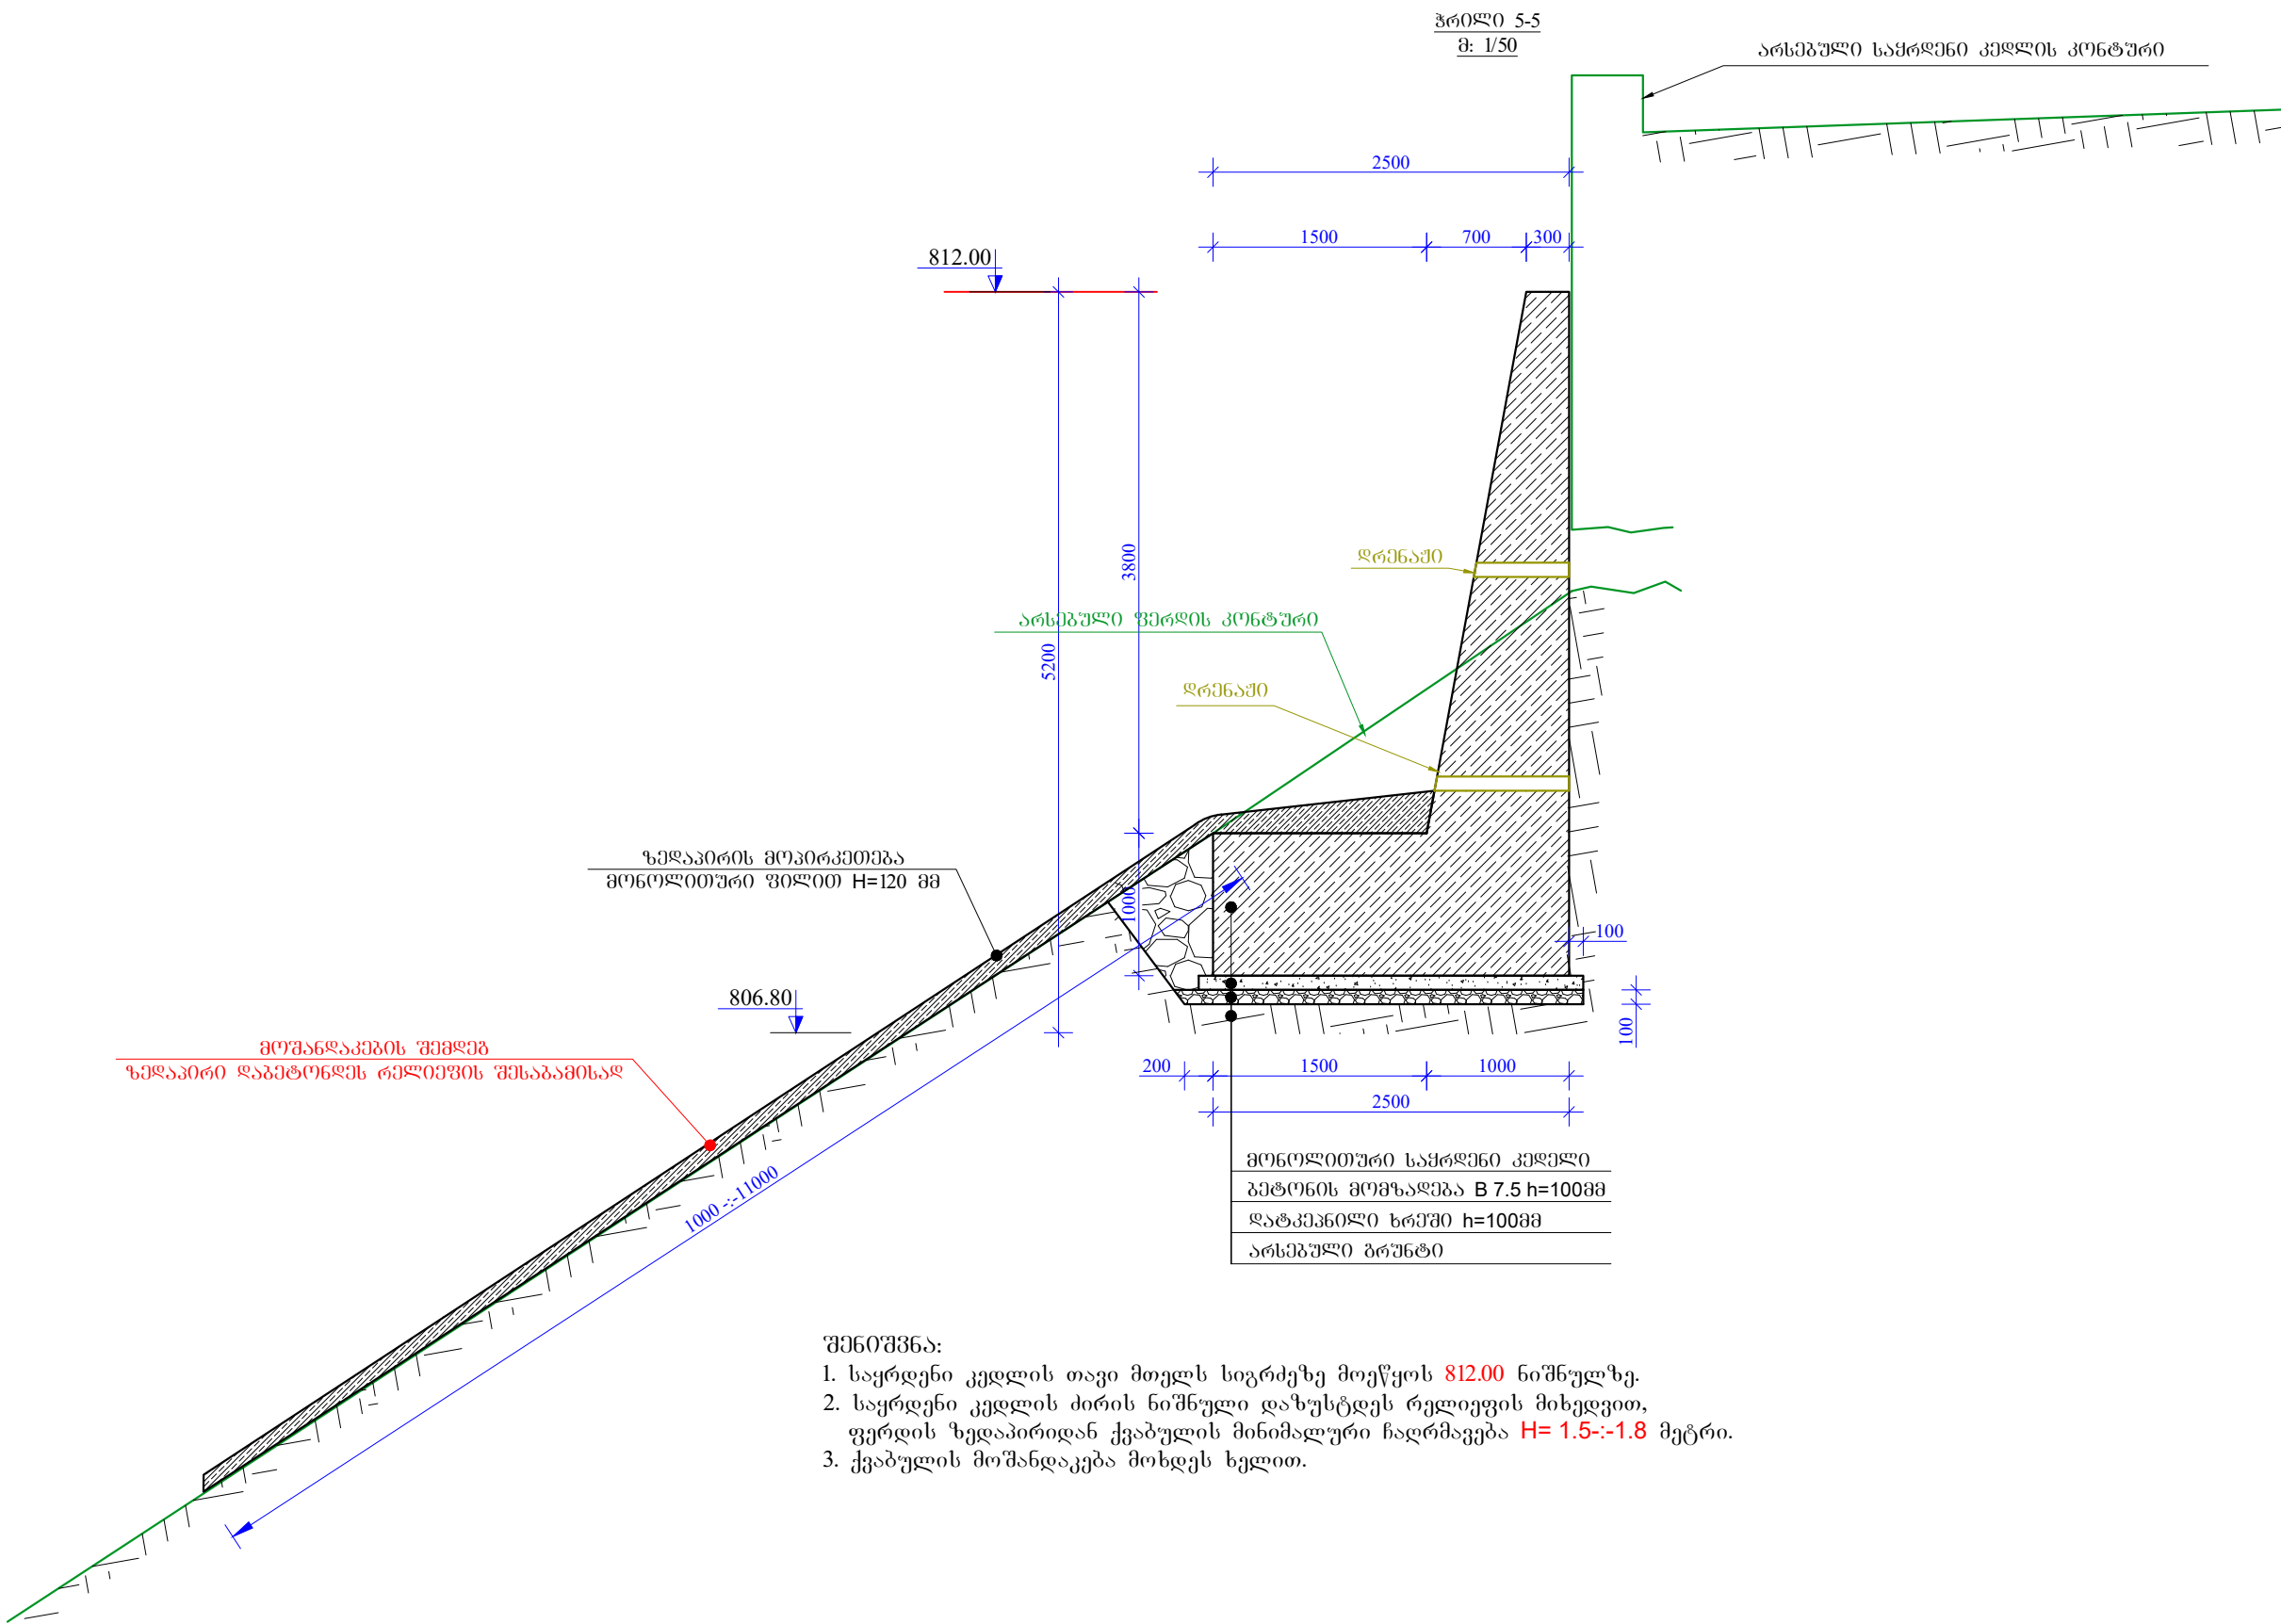 ჭრილი 5-5
მ: 1/50
არსებული საყრდენი კედლის კონტური
2500
1500
700
300
812.00
3800
5200
დრენაჟი
არსებული ფერდის კონტური
დრენაჟი
ზედაპირის მოპირკეთება
მონოლითური ფილით H=120 მმ
1000
100
806.80
100
მოშანდაკების შემდეგ
ზედაპირი დაბეტონდეს რელიეფის შესაბამისად
200
1500
1000
2500
1000-:-11000
მონოლითური საყრდენი კედელი
ბეტონის მომზადება B 7.5 h=100მმ
დატკეპნილი ხრეში h=100მმ
არსებული გრუნტი
შენიშვნა:
1. საყრდენი კედლის თავი მთელს სიგრძეზე მოეწყოს 812.00 ნიშნულზე.
2. საყრდენი კედლის ძირის ნიშნული დაზუსტდეს რელიეფის მიხედვით,
ფერდის ზედაპირიდან ქვაბულის მინიმალური ჩაღრმავება H= 1.5-:-1.8 მეტრი.
3. ქვაბულის მოშანდაკება მოხდეს ხელით.